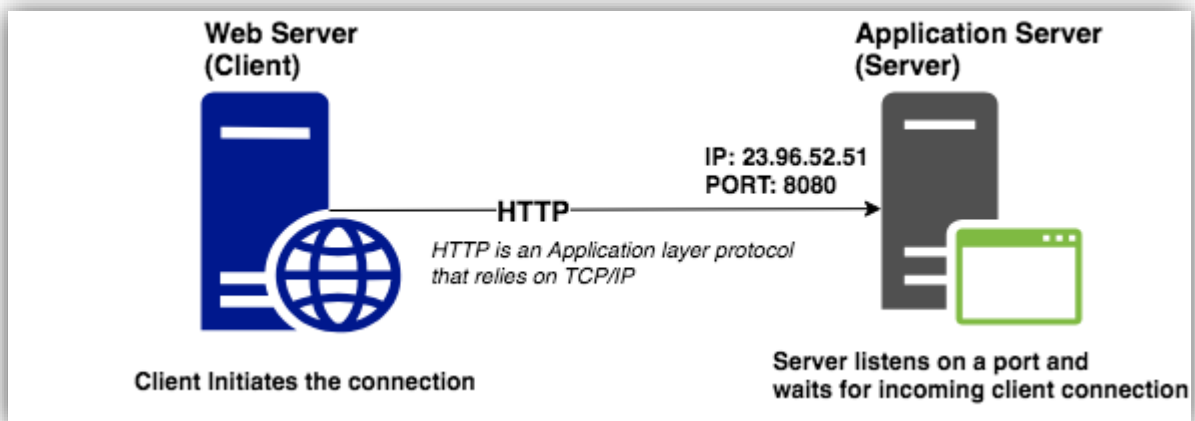 Web Server
(Client)
Application Server
(Server)
IP: 23.96.52.51
PORT: 8080
HTTP
HTTP is an Application layer protocol
that relies on TCP/IP
Client Initiates the connection
Server listens on a port and
waits for incoming client connection